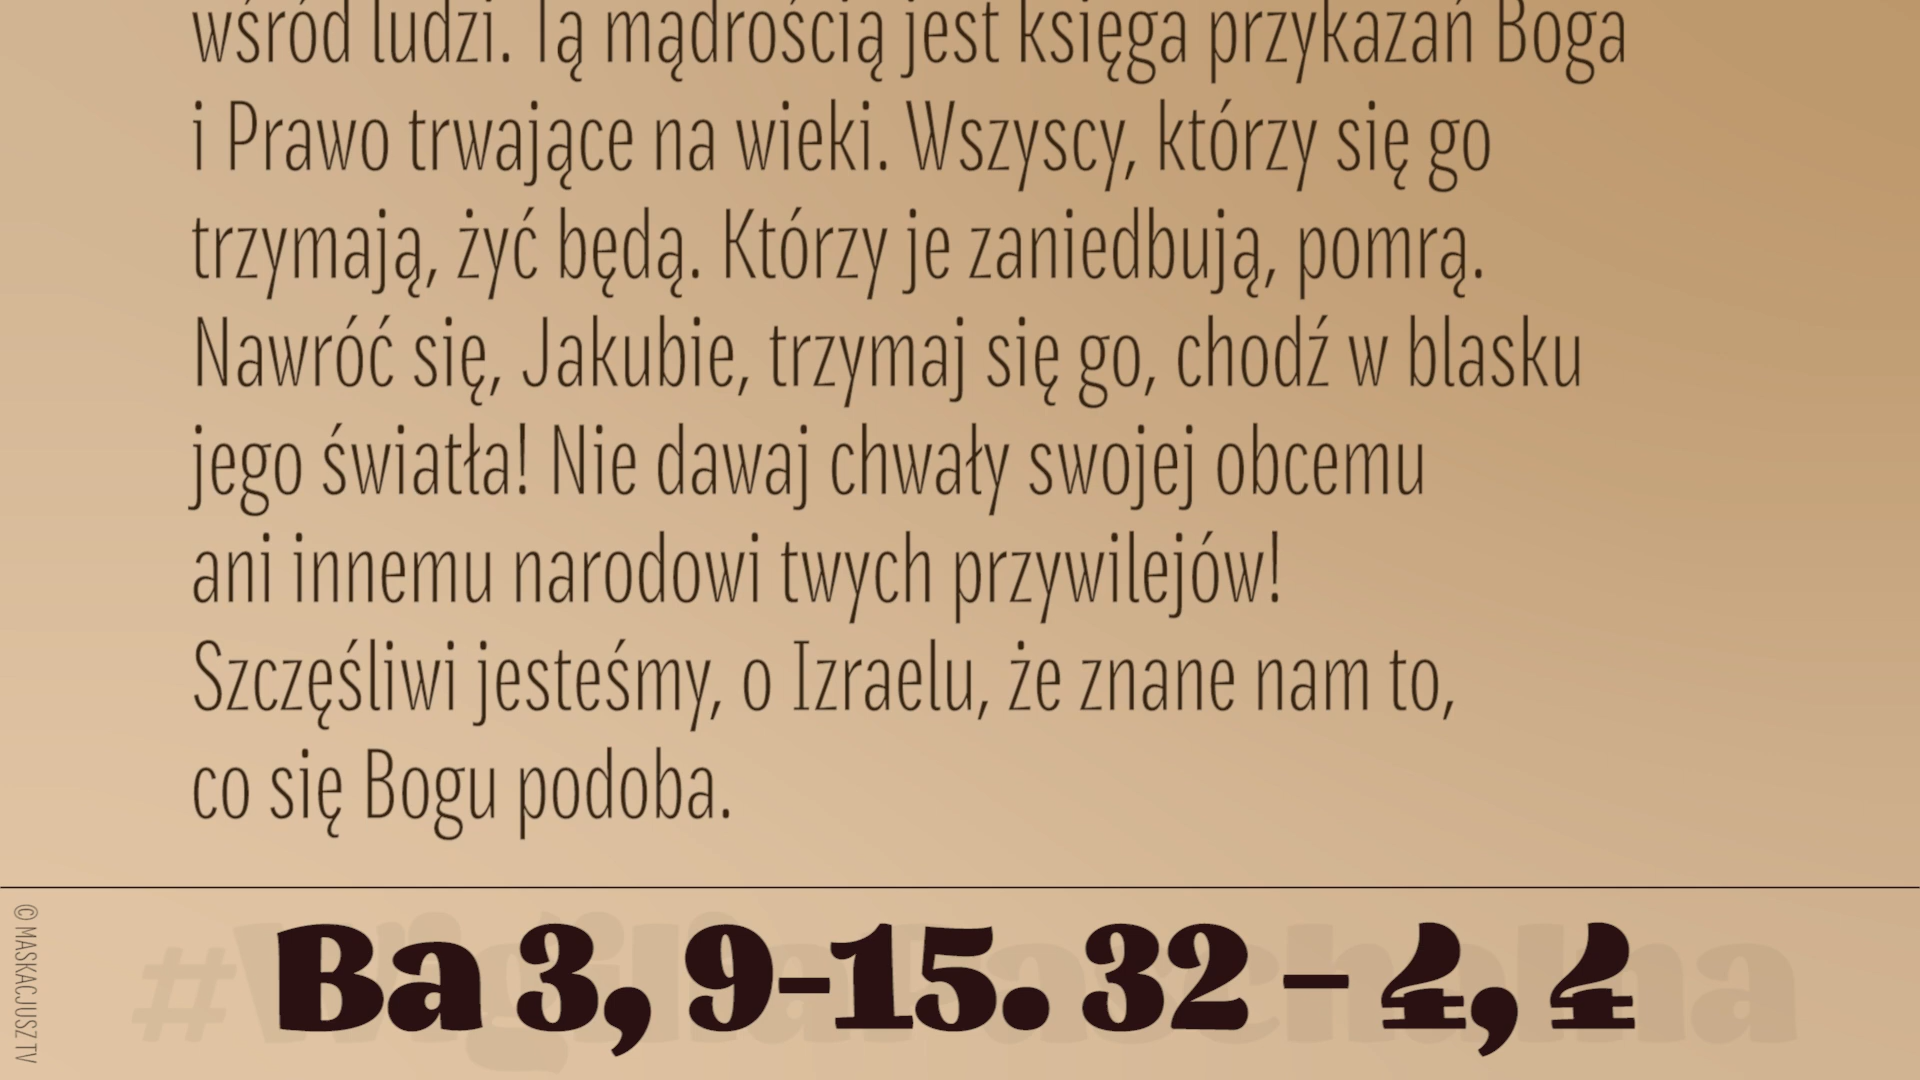 wśród ludzi. Tą mądrością jest księga przykazań Boga
i Prawo trwające na wieki. Wszyscy, którzy się go
trzymają, żyć będą. Którzy je zaniedbują, pomrą.
Nawróć się, Jakubie, trzymaj się go, chodź w blasku
jego światła! Nie dawaj chwały swojej obcemu
ani innemu narodowi twych przywilejów!
Szczęśliwi jesteśmy, o Izraelu, że znane nam to,
co się Bogu podoba.
#WigiliaPaschalna
Ba 3, 9-15. 32 – 4, 4
© MASKACJUSZ TV